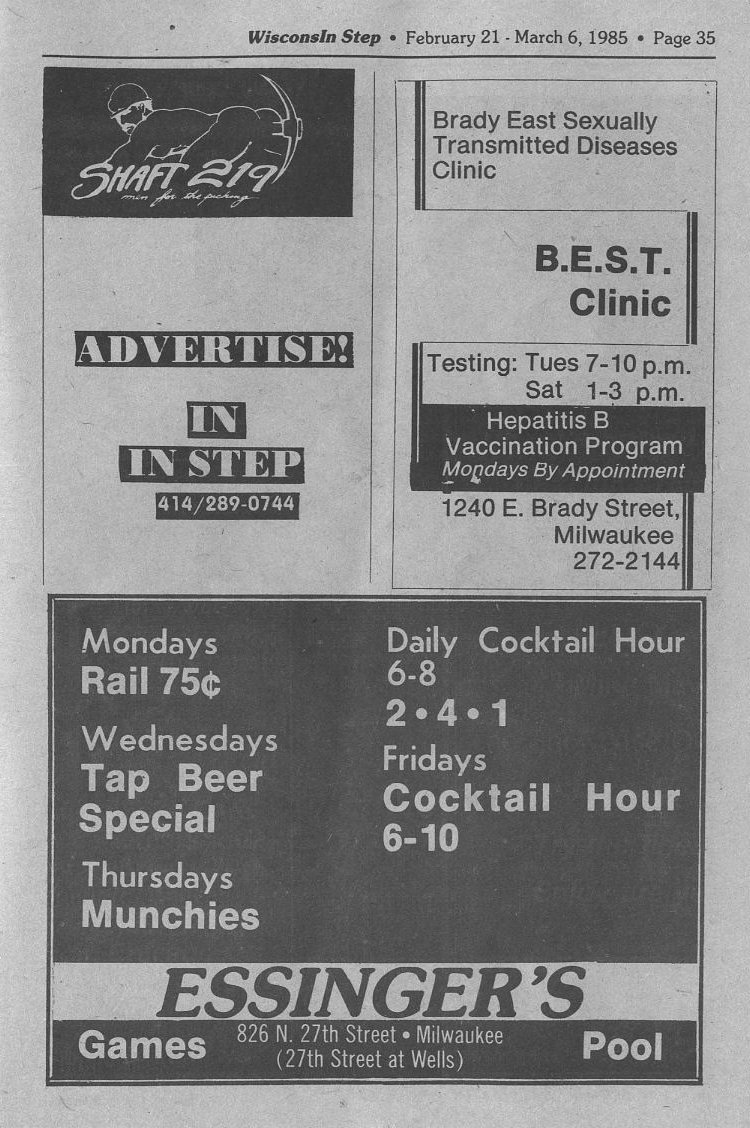 WisconsIn Step • February 21 - March 6, 1985 • Page 35
SHAFT 219
men for the picking
ADVERTISE!
IN
IN STEP
414/289-0744
Brady East Sexually
Transmitted Diseases
Clinic
B.E.S.T.
Clinic
Testing: Tues 7-10 p.m.
Sat 1-3 p.m.
Hepatitis B
Vaccination Program
Mondays By Appointment
1240 E. Brady Street,
Milwaukee
272-2144
Mondays
Rail 75¢
Wednesdays
Tap Beer
Special
Thursdays
Munchies
Daily Cocktail Hour
6-8
2•4•1
Fridays
Cocktail Hour
6-10
ESSINGER'S
Games
826 N. 27th Street • Milwaukee
(27th Street at Wells)
Pool